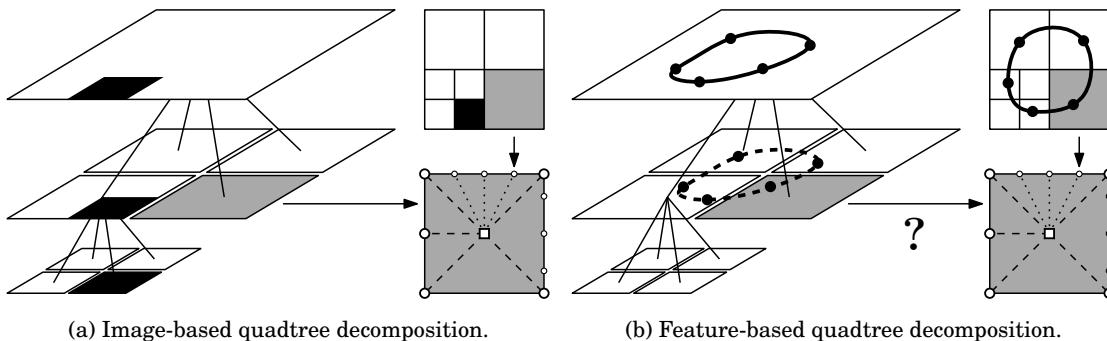 ?
(a) Image-based quadtree decomposition.
(b) Feature-based quadtree decomposition.